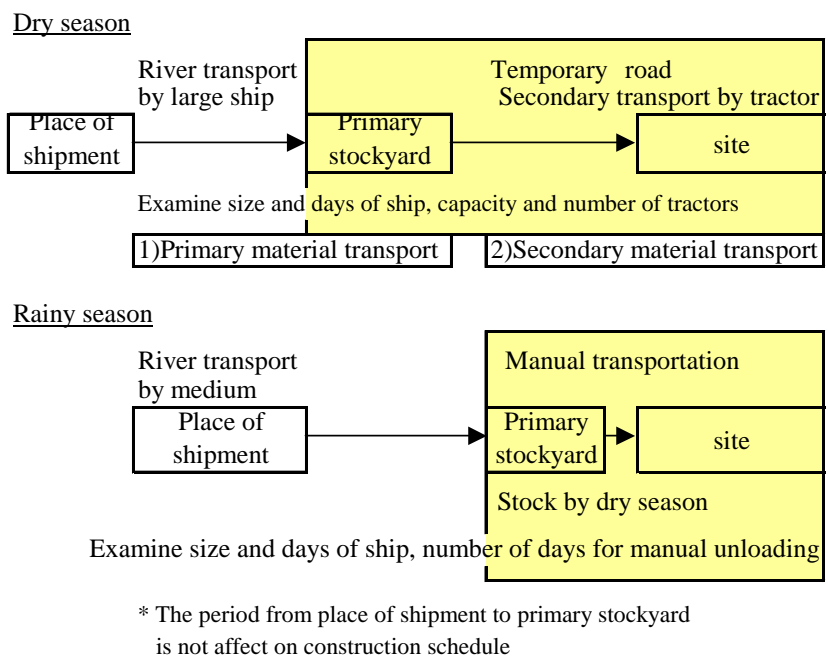 Dry season
River transport
by large ship
Temporary road
Secondary transport by tractor
Place of
shipment
Primary
stockyard
site
Examine size and days of ship, capacity and number of tractors
1)Primary material transport
2)Secondary material transport
Rainy season
River transport
by medium
Manual transportation
Place of
shipment
Primary
stockyard
site
Stock by dry season
Examine size and days of ship, number of days for manual unloading
* The period from place of shipment to primary stockyard
is not affect on construction schedule